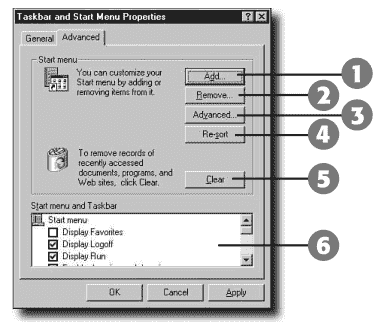 Taskbar and Start Menu Properties
General
Advanced
Start menu
You can customize your
Start menu by adding or
removing items from it.
Add...
Remove...
Advanced...
Re-sort
To remove records of
recently accessed
documents, programs, and
Web sites, click Clear.
Clear
Start menu and Taskbar
Start menu
Display Favorites
Display Logoff
Display Run
OK
Cancel
Apply
1
2
3
4
5
6